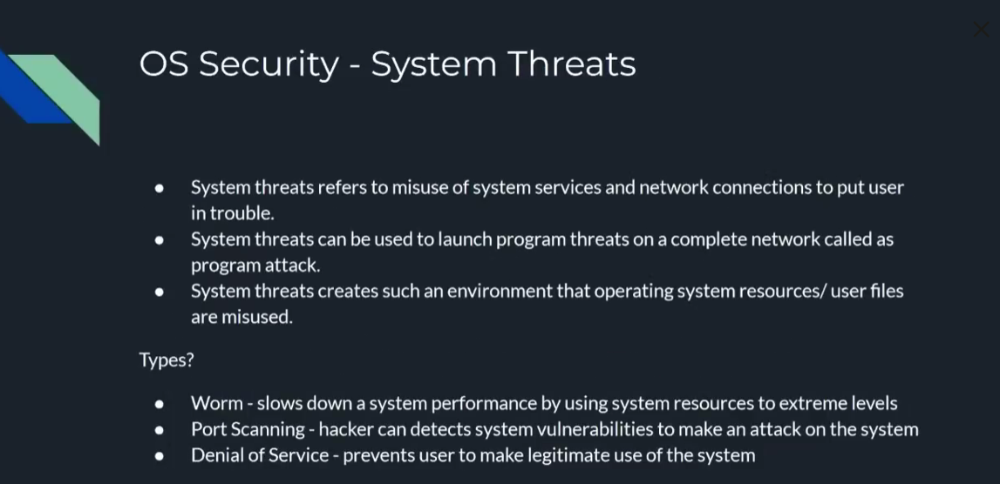 OS Security - System Threats
● System threats refers to misuse of system services and network connections to put user
in trouble.
● System threats can be used to launch program threats on a complete network called as
program attack.
● System threats creates such an environment that operating system resources/ user files
are misused.
Types?
● Worm - slows down a system performance by using system resources to extreme levels
● Port Scanning - hacker can detects system vulnerabilities to make an attack on the system
● Denial of Service - prevents user to make legitimate use of the system